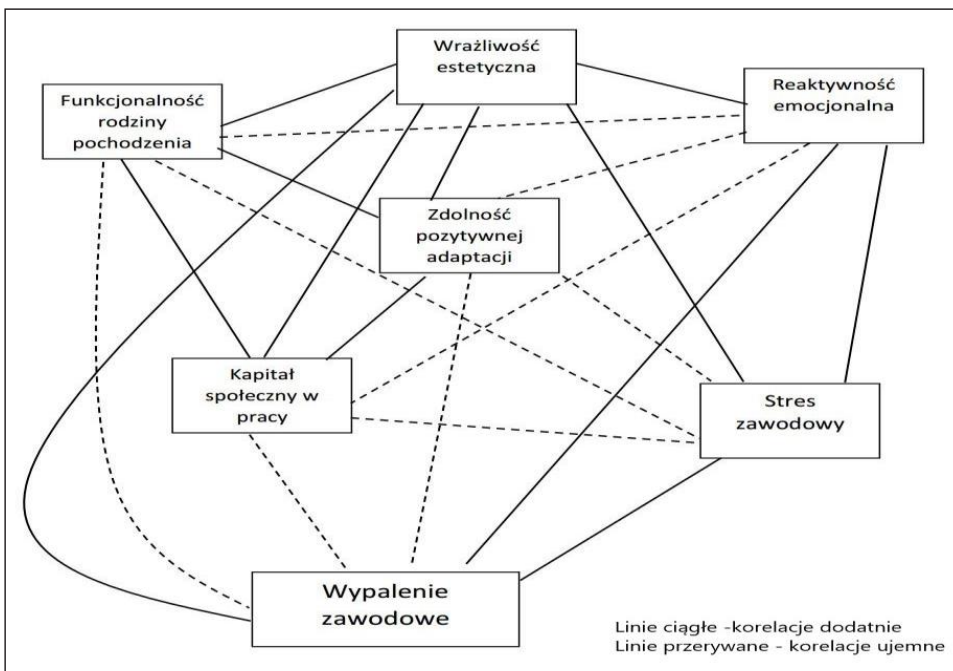 Wrażliwość
estetyczna
Funkcjonalność
rodziny
pochodzenia
Reaktywność
emocjonalna
Zdolność
pozytywnej
adaptacji
Kapitał
społeczny w
pracy
Stres
zawodowy
Wypalenie
zawodowe
Linie ciągłe -korelacje dodatnie
Linie przerywane - korelacje ujemne